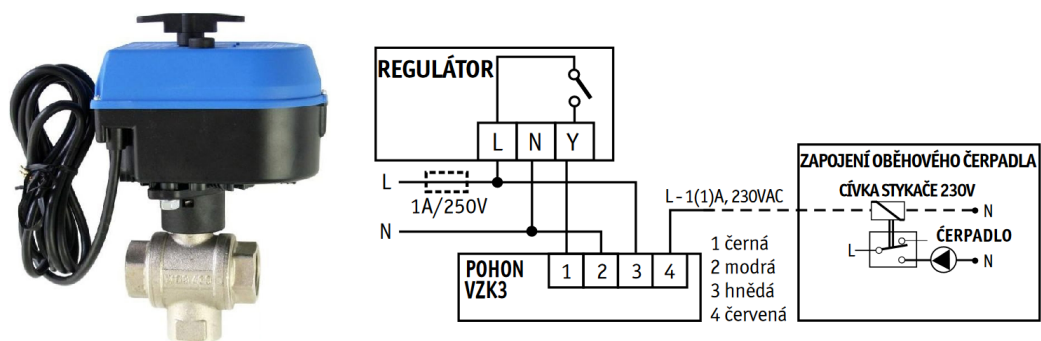 REGULÁTOR
L N Y
L
1A/250V
N
POHON
VZK3
1 2 3 4
L-1(1)A, 230VAC
1 černá
2 modrá
3 hnědá
4 červená
ZAPOJENÍ OBĚHOVÉHO ČERPADLA
CÍVKA STYKAČE 230V
N
ĆERPADLO
L
N